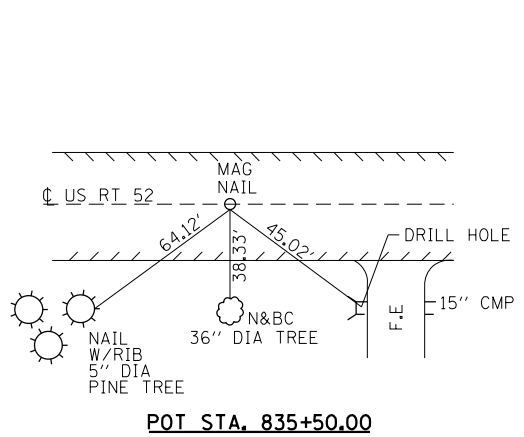 MAG
NAIL
℄ US RT 52
64.12'
38.33'
45.02'
DRILL HOLE
15" CMP
F.E
N&BC
36" DIA TREE
NAIL
W/RIB
5" DIA
PINE TREE
POT STA. 835+50.00